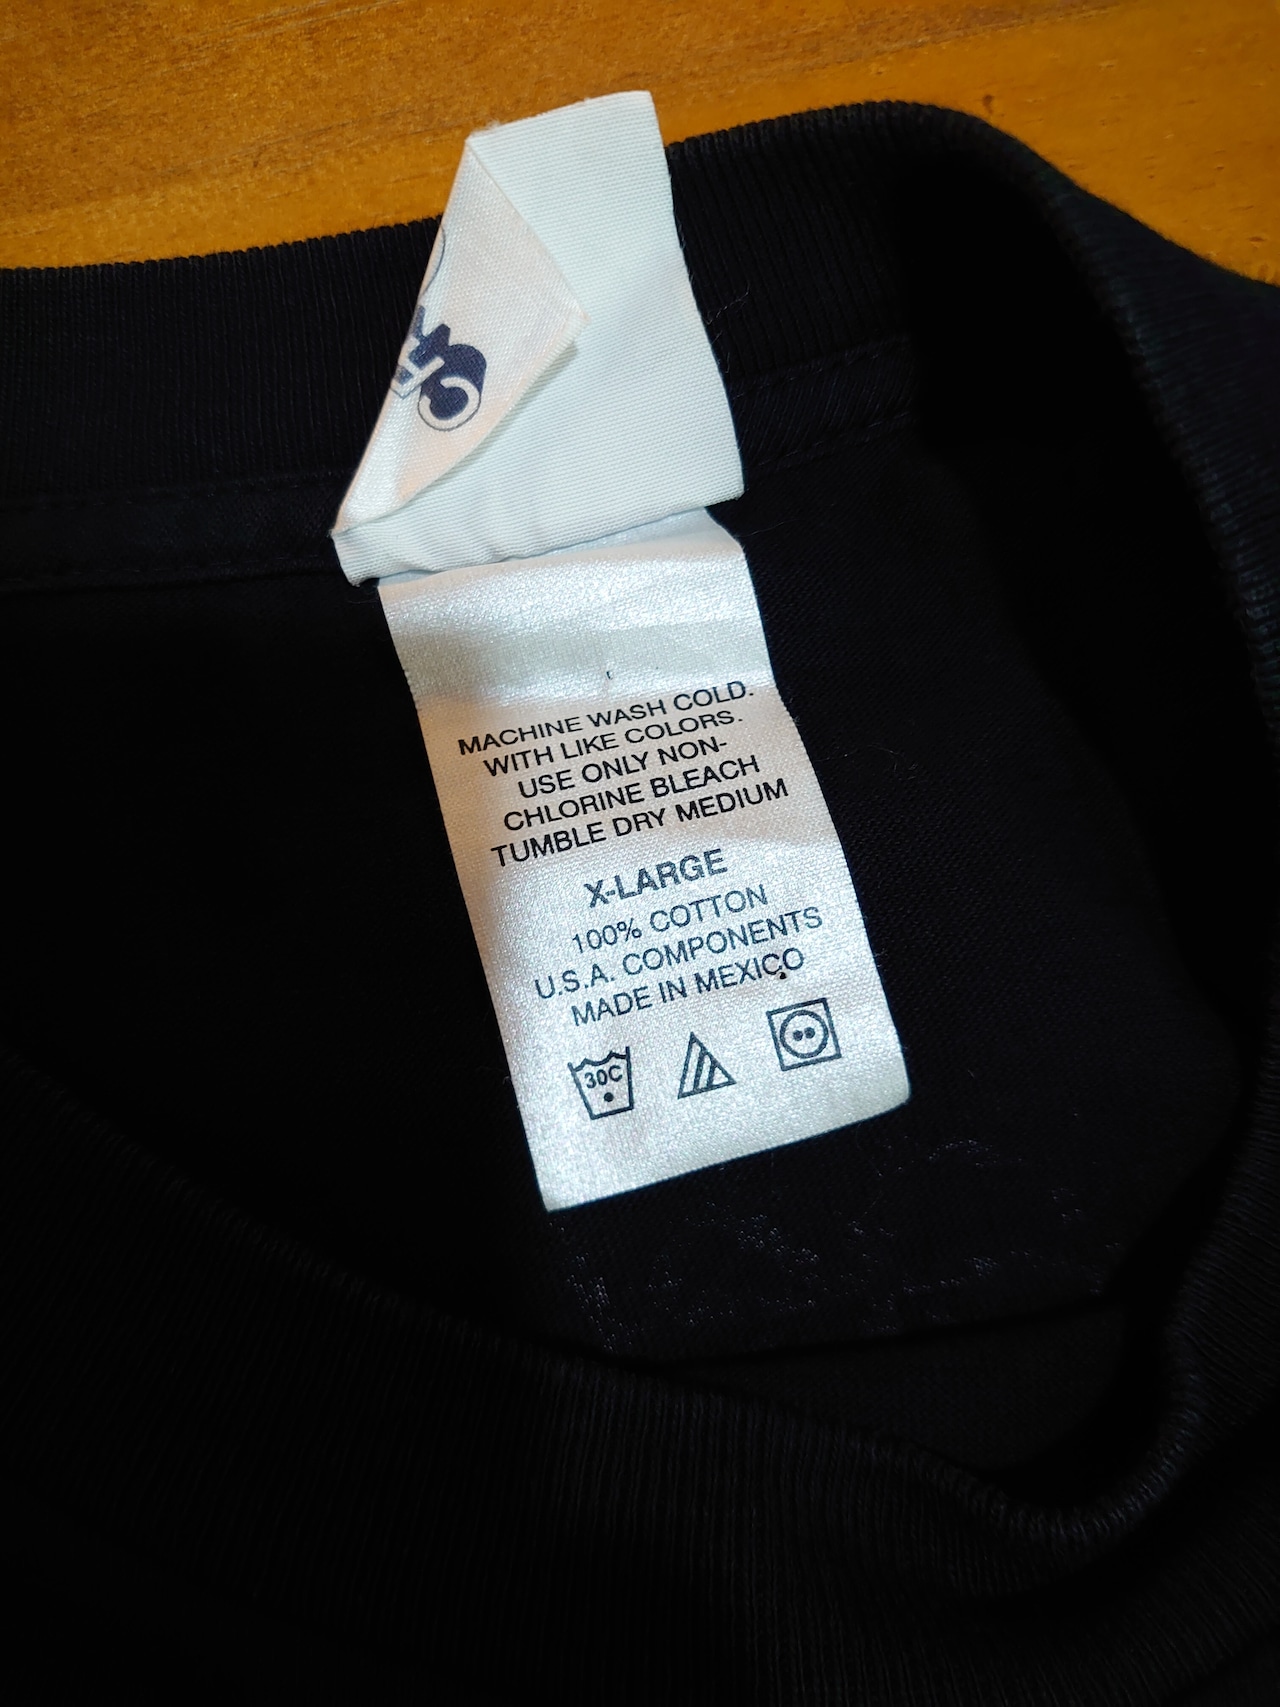 MACHINE WASH COLD.
WITH LIKE COLORS.
USE ONLY NON-
CHLORINE BLEACH
TUMBLE DRY MEDIUM
X-LARGE
100% COTTON
U.S.A. COMPONENTS
MADE IN MEXICO
30C